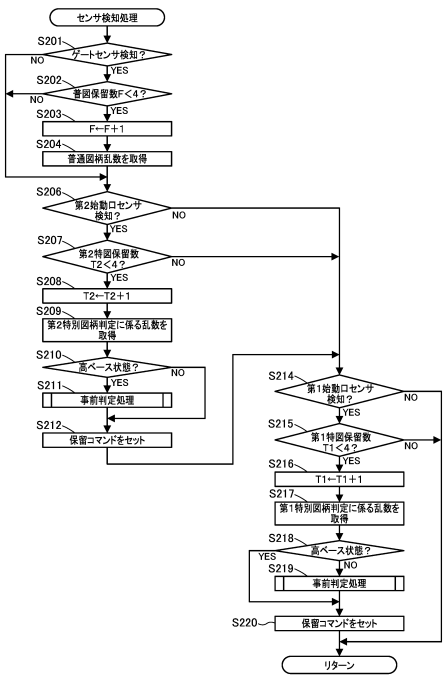 センサ検知処理
S201
ゲートセンサ検知？
NO
YES
S202
普図保留数F＜4？
NO
YES
S203
F←F＋1
S204
普通図柄乱数を取得
S206
第2始動口センサ
検知？
NO
YES
S207
第2特図保留数
T2＜4？
NO
YES
S208
T2←T2＋1
S209
第2特別図柄判定に係る乱数を
取得
S210
高ベース状態？
NO
YES
S211
事前判定処理
S212
保留コマンドをセット
S214
第1始動口センサ
検知？
NO
YES
S215
第1特図保留数
T1＜4？
NO
YES
S216
T1←T1＋1
S217
第1特別図柄判定に係る乱数を
取得
S218
高ベース状態？
YES
NO
S219
事前判定処理
S220
保留コマンドをセット
リターン